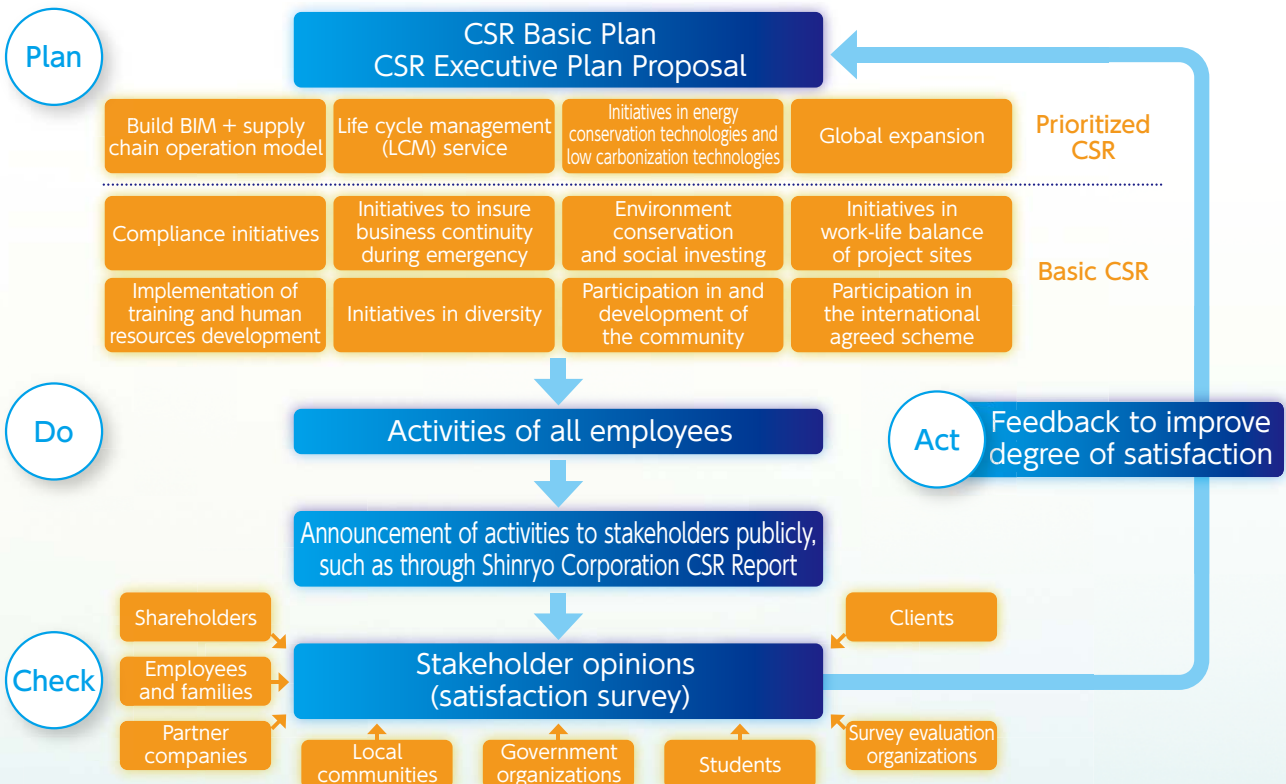 Plan
CSR Basic Plan
CSR Executive Plan Proposal
Build BIM + supply
chain operation model
Life cycle management
(LCM) service
Initiatives in energy
conservation technologies and
low carbonization technologies
Global expansion
Prioritized
CSR
Compliance initiatives
Initiatives to insure
business continuity
during emergency
Environment
conservation
and social investing
Initiatives in
work-life balance
of project sites
Basic CSR
Implementation of
training and human
resources development
Initiatives in diversity
Participation in and
development of
the community
Participation in
the international
agreed scheme
Do
Activities of all employees
Act
Feedback to improve
degree of satisfaction
Announcement of activities to stakeholders publicly,
such as through Shinryo Corporation CSR Report
Shareholders
Clients
Check
Employees
and families
Stakeholder opinions
(satisfaction survey)
Partner
companies
Local
communities
Government
organizations
Students
Survey evaluation
organizations